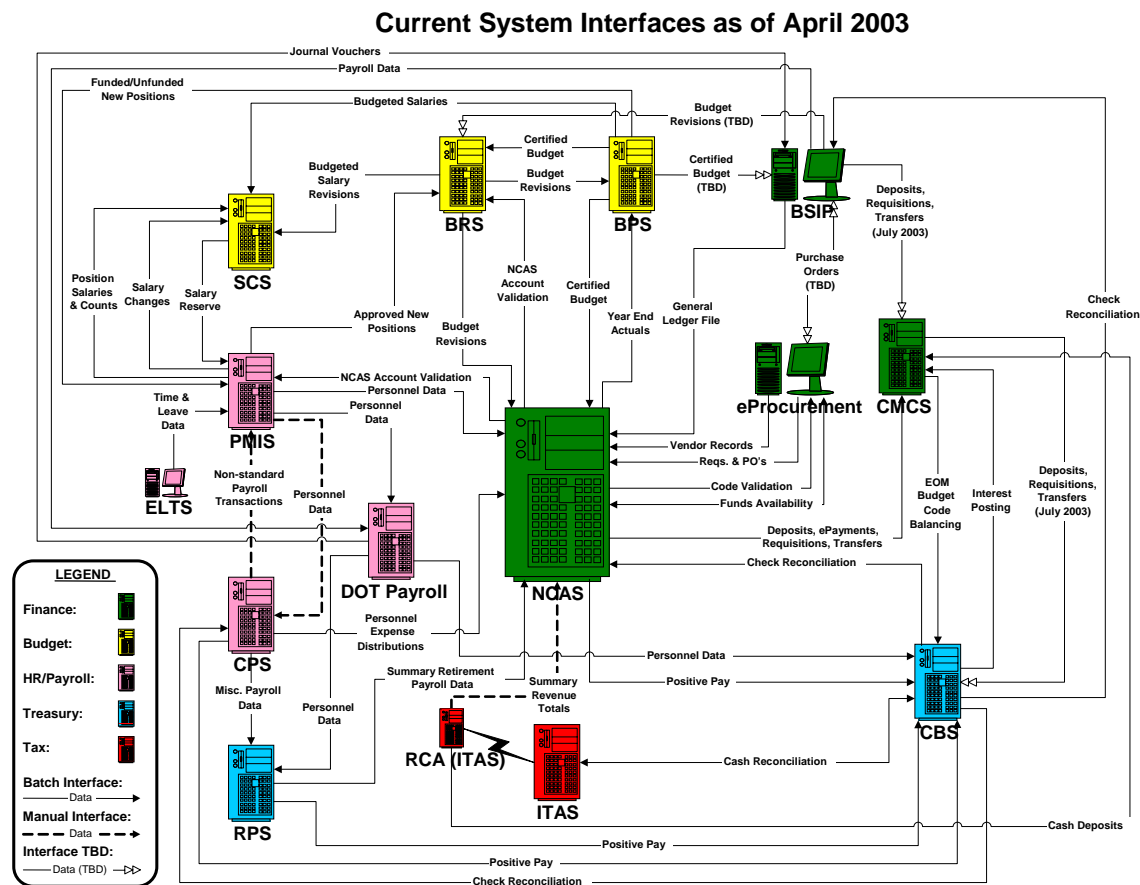 Current System Interfaces as of April 2003
Journal Vouchers
Payroll Data
Funded/Unfunded
New Positions
Budgeted Salaries
Budget
Revisions (TBD)
Certified
Budget
Budget
Revisions
Certified
Budget
(TBD)
Budgeted
Salary
Revisions
BRS
BPS
BSIP
Deposits,
Requisitions,
Transfers
(July 2003)
SCS
Position
Salaries
& Counts
Salary
Changes
Salary
Reserve
NCAS
Account
Validation
Certified
Budget
Year End
Actuals
General
Ledger File
Purchase
Orders
(TBD)
Check
Reconciliation
Approved New
Positions
Budget
Revisions
NCAS Account Validation
Personnel Data
Time &
Leave
Data
PMIS
Personnel
Data
eProcurement
CMCS
Vendor Records
Reqs. & PO's
Code Validation
Funds Availability
ELTS
Non-standard
Payroll
Transactions
Personnel
Data
EOM
Budget
Code
Balancing
Interest
Posting
Deposits,
Requisitions,
Transfers
(July 2003)
Deposits, ePayments,
Requisitions, Transfers
Check Reconciliation
DOT Payroll
NCAS
CPS
Personnel
Expense
Distributions
Personnel Data
Positive Pay
Misc. Payroll
Data
Personnel
Data
Summary Retirement
Payroll Data
Summary
Revenue
Totals
CBS
RCA (ITAS)
ITAS
Cash Reconciliation
RPS
Cash Deposits
Positive Pay
Positive Pay
Check Reconciliation
LEGEND
Finance:
Budget:
HR/Payroll:
Treasury:
Tax:
Batch Interface:
Data
Manual Interface:
Data
Interface TBD:
Data (TBD)